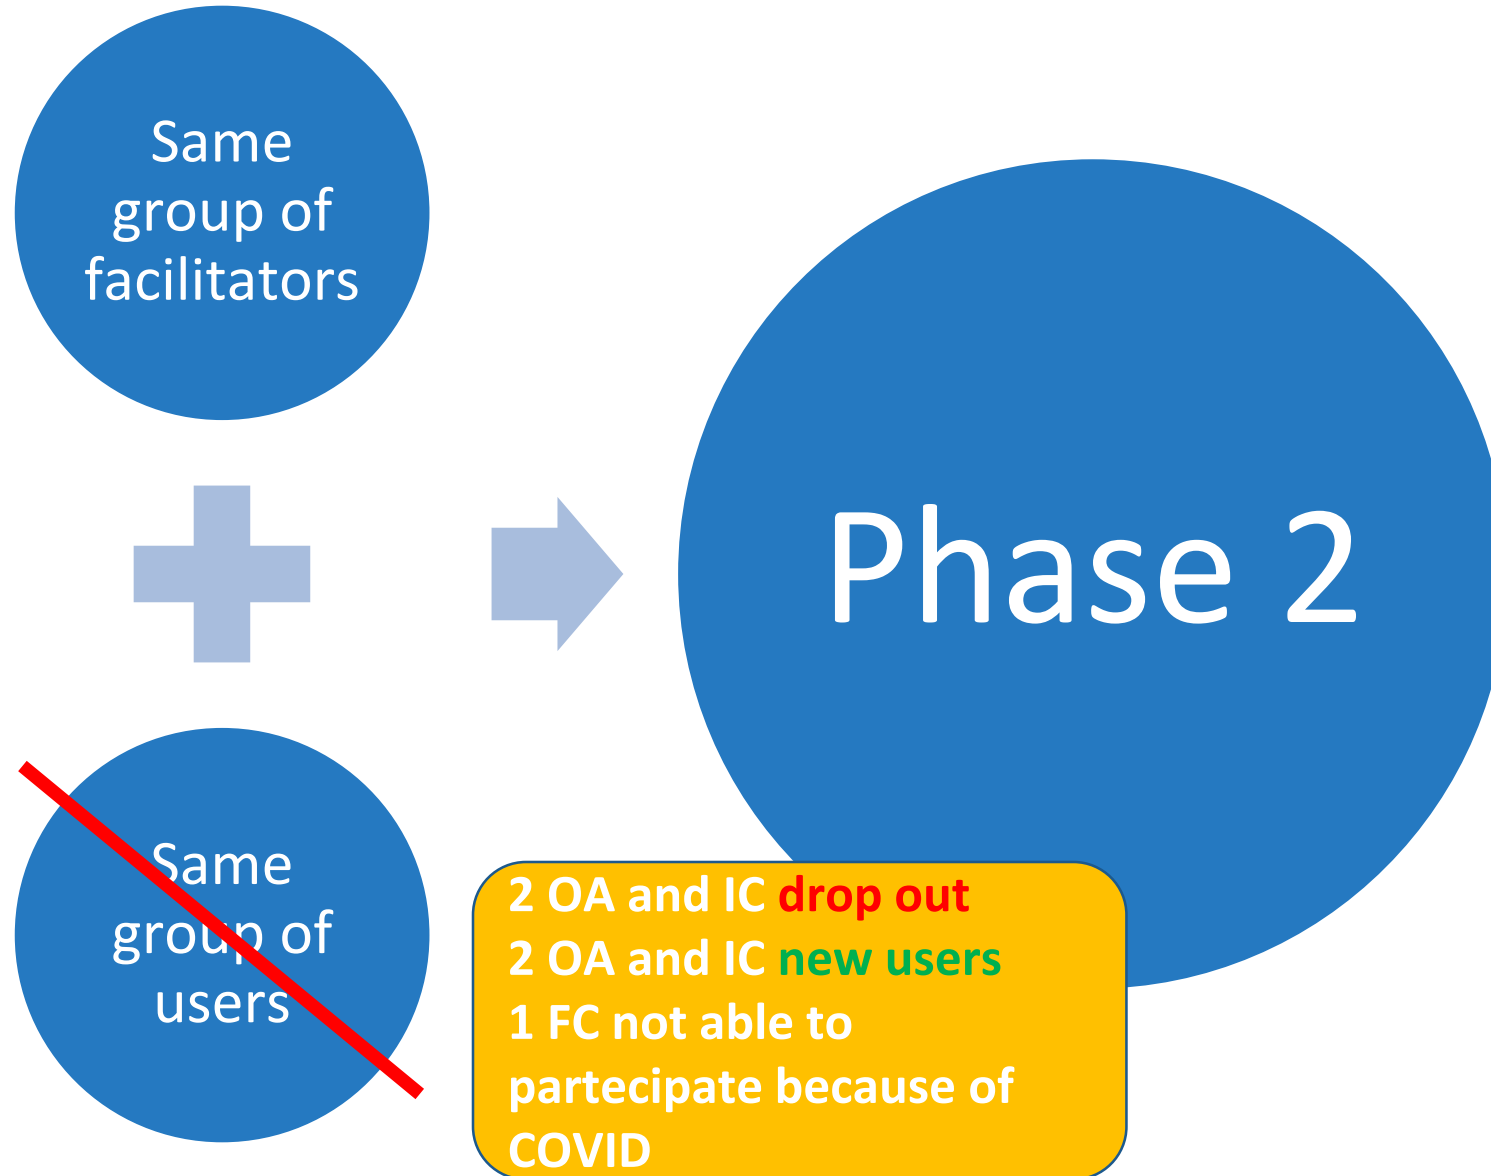 Same
group of
facilitators
Same
group of
users
Phase 2
2 OA and IC drop out
2 OA and IC new users
1 FC not able to
partecipate because of
COVID